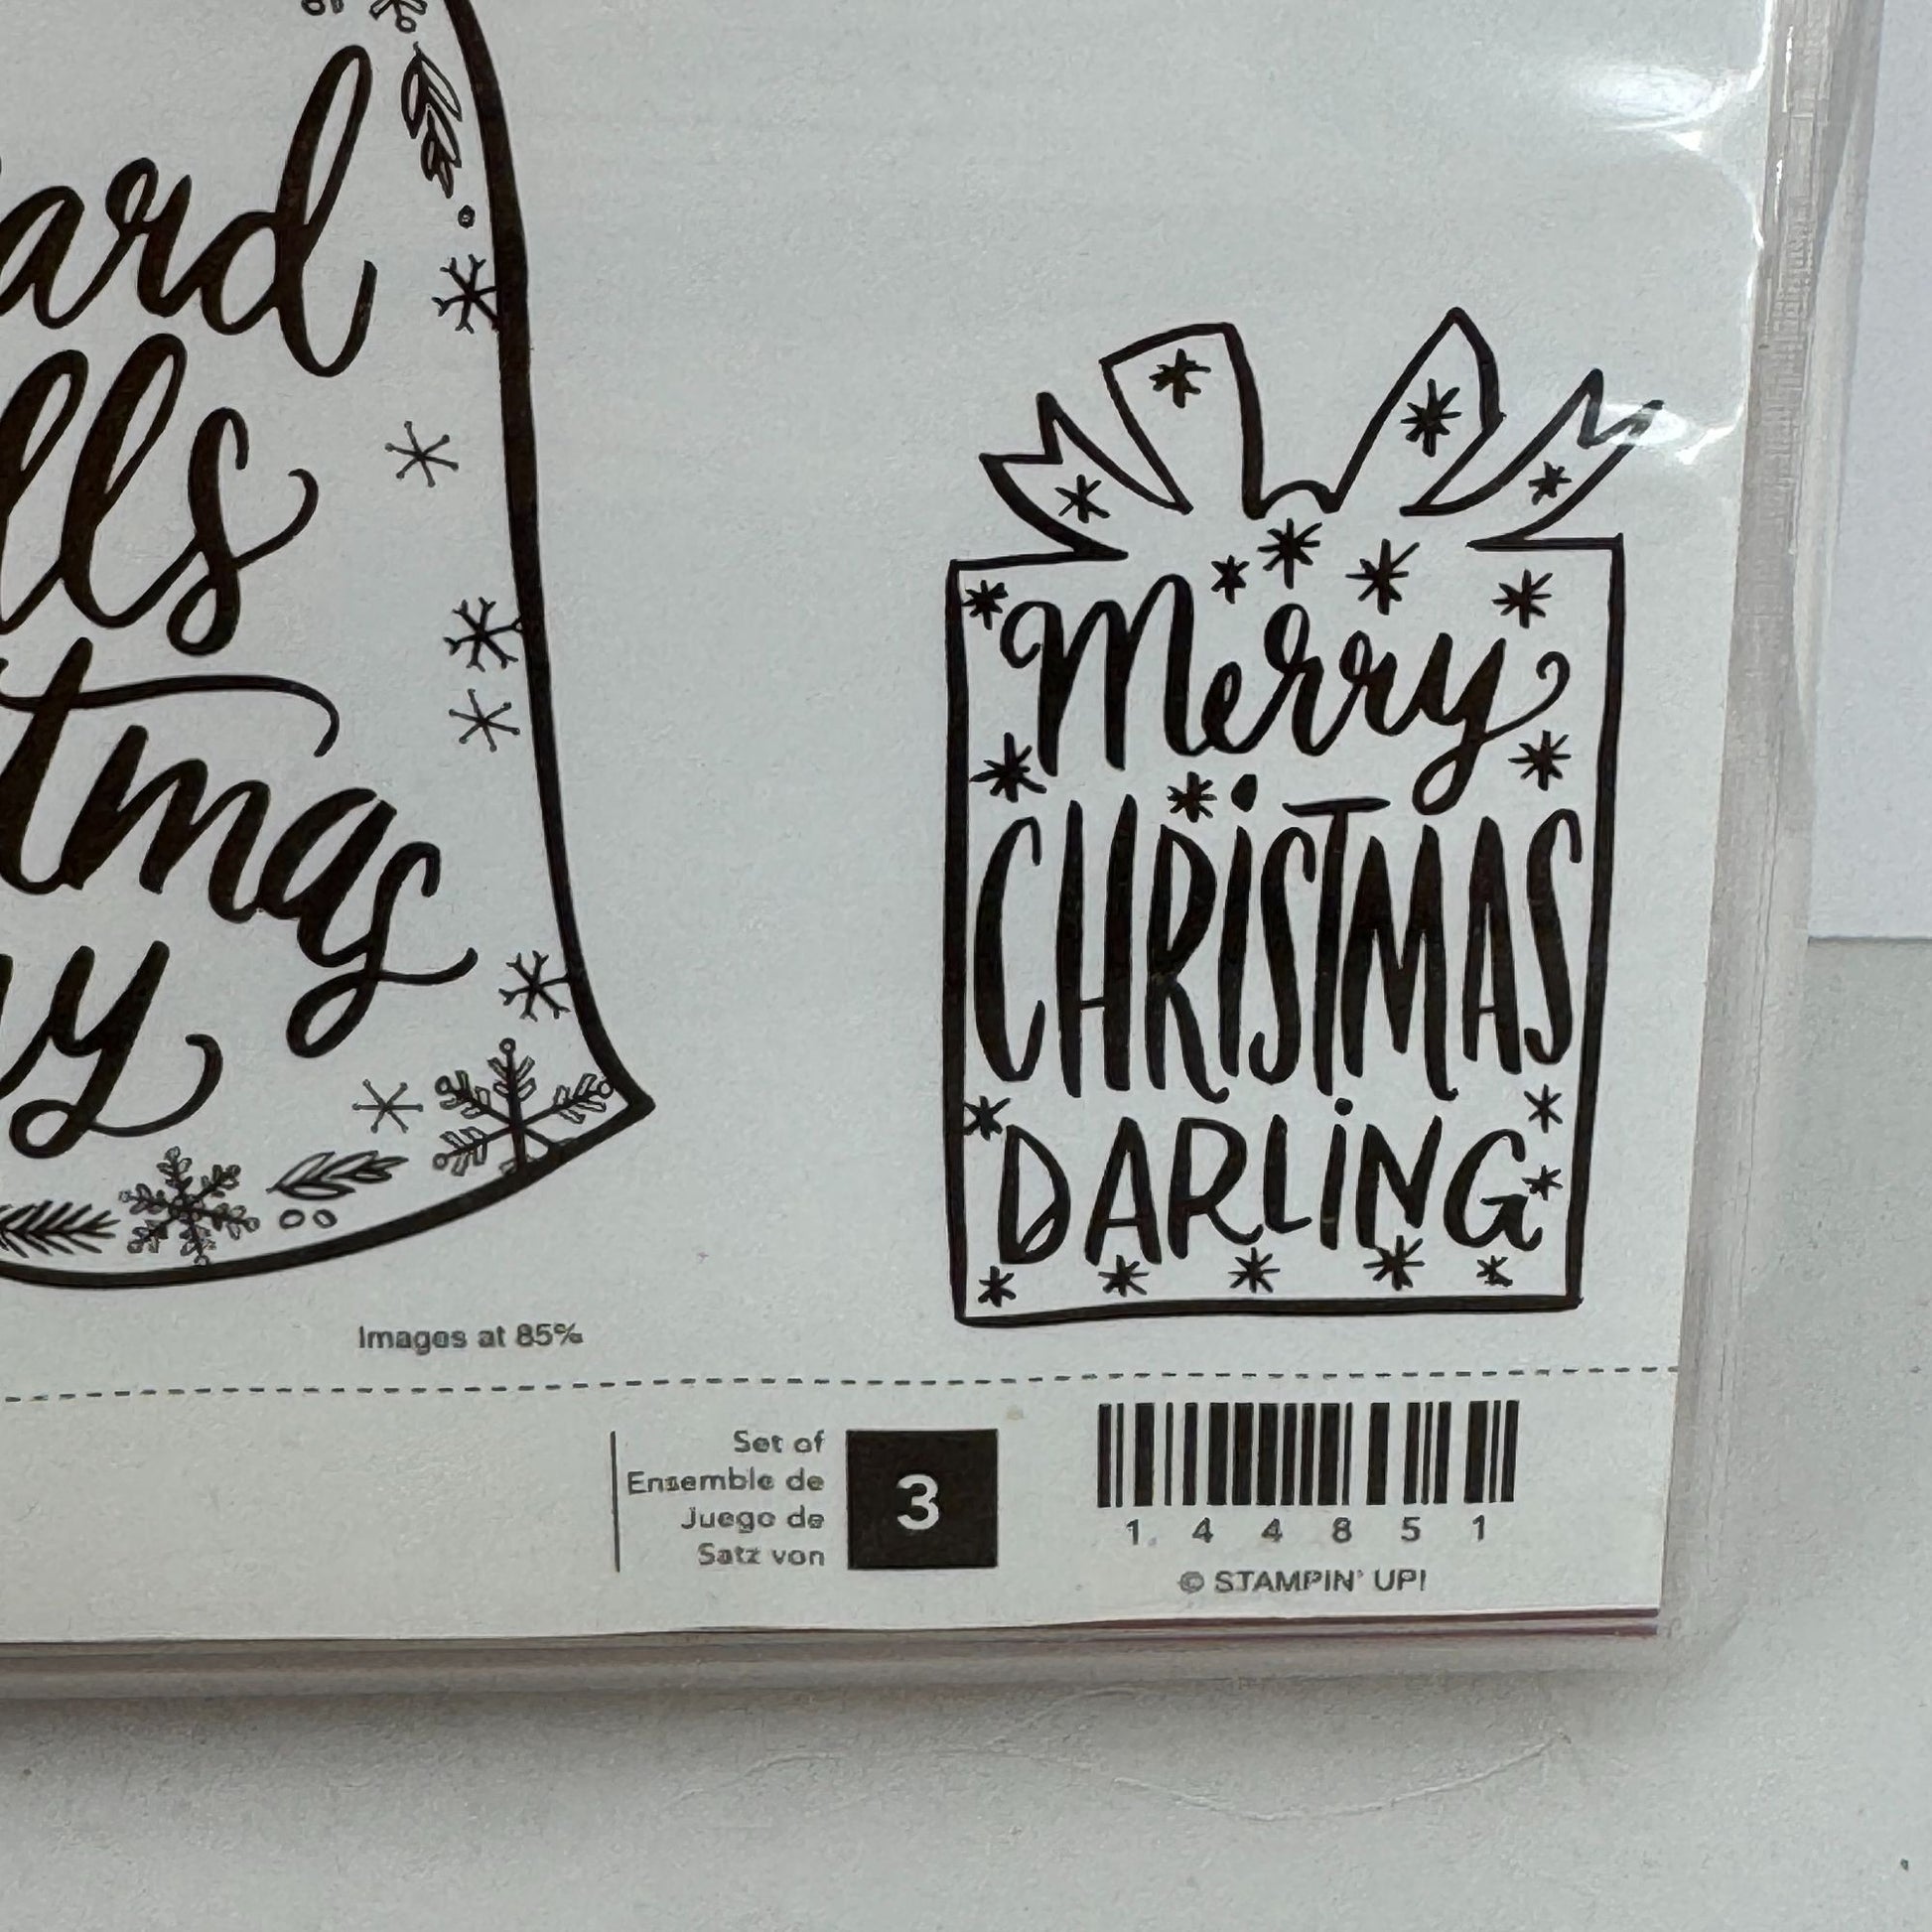 ard
lls
tmas
y
Merry
CHRiSTMAS
DARLiNG
Images at 85%
Set of
Ensemble de
Juego de
Satz von
3
1 4 4 8 5 1
© STAMPIN' UP!